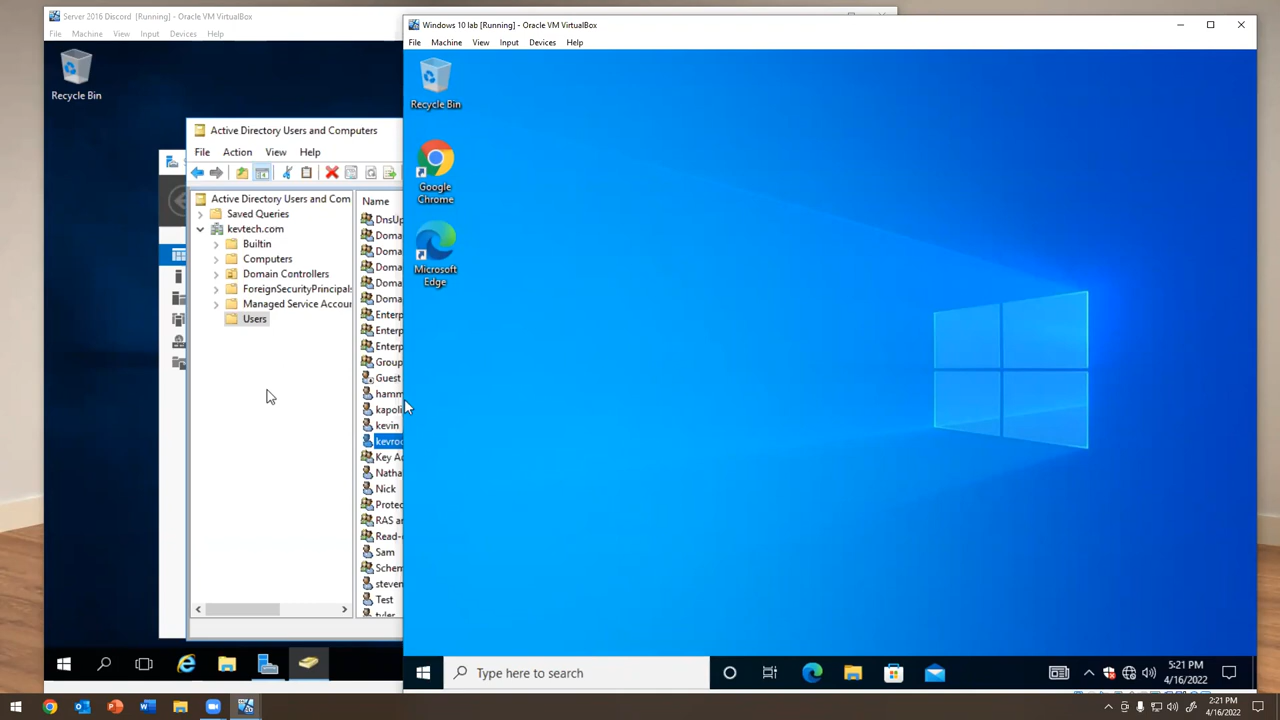 Server 2016 Discord [Running] - Oracle VM VirtualBox
File Machine View Input Devices Help
Recycle Bin
Active Directory Users and Computers
File Action View Help
Active Directory Users and Com
Saved Queries
kevtech.com
Builtin
Computers
Domain Controllers
ForeignSecurityPrincipals
Managed Service Accour
Users
Name
DnsUp
Doma
Doma
Doma
Doma
Doma
Enterp
Enterp
Enterp
Group
Guest
hamm
kapoli
kevin
kevroc
Key Ac
Natha
Nick
Protec
RAS ar
Read-
Sam
Schem
steven
Test
tyler
Windows 10 lab [Running] - Oracle VM VirtualBox
File Machine View Input Devices Help
Recycle Bin
Google
Chrome
Microsoft
Edge
Type here to search
5:21 PM
4/16/2022
2:21 PM
4/16/2022